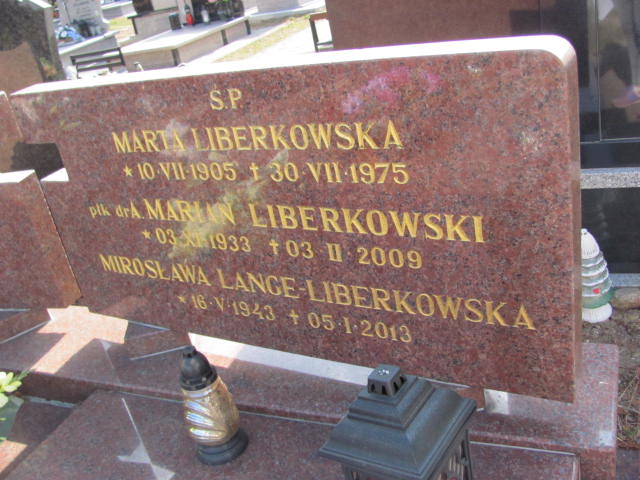 S.P.
MARTA LIBERKOWSKA
* 10·VII·1905 † 30·VII·1975
płk dr A. MARIAN LIBERKOWSKI
* 03·XI·1933 † 03·II·2009
MIROSŁAWA LANGE-LIBERKOWSKA
* 16·V·1943 † 05·I·2013